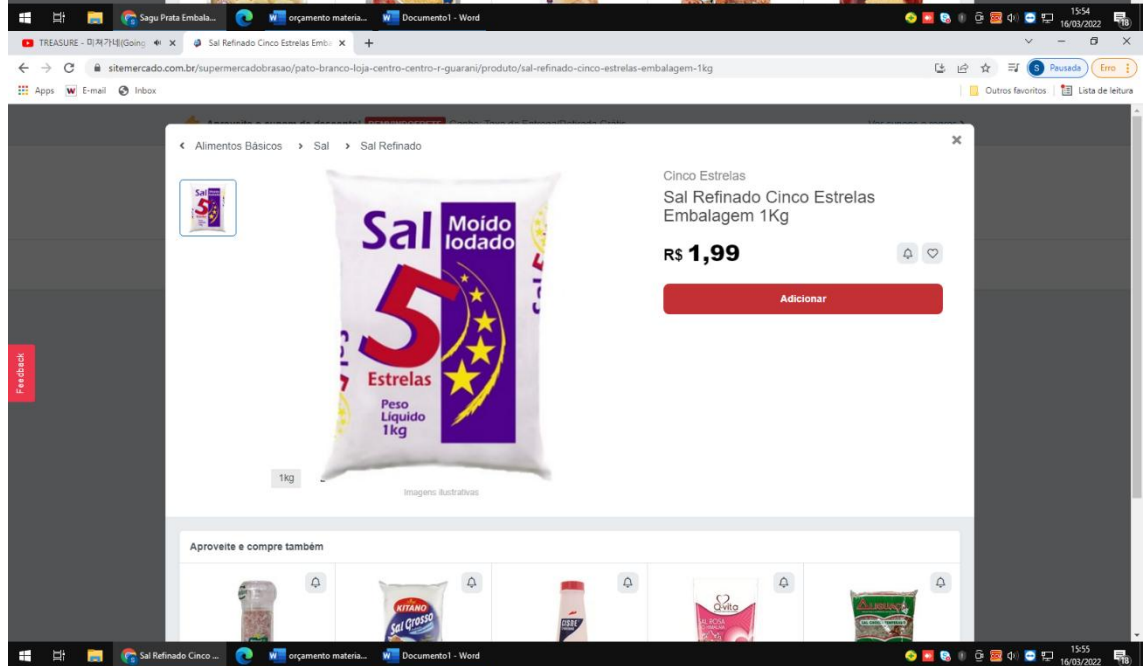 Sagu Prata Embala...
orçamento materia...
Documento1 - Word
15:54
16/03/2022
18
TREASURE - 미쳐가네(Going
Sal Refinado Cinco Estrelas Emba
sitemercado.com.br/supermercadobrasao/pato-branco-loja-centro-centro-r-guarani/produto/sal-refinado-cinco-estrelas-embalagem-1kg
S Pausada
Erro
Apps
E-mail
Inbox
Outros favoritos
Lista de leitura
Alimentos Básicos > Sal > Sal Refinado
Cinco Estrelas
Sal Refinado Cinco Estrelas
Embalagem 1Kg
R$ 1,99
Adicionar
Sal Moído
Iodado
5
Estrelas
Peso
Líquido
1kg
1kg
Imagens ilustrativas
Feedback
Aproveite e compre também
KITANO
Sal Grosso
Q-vita
Sal Refinado Cinco ...
orçamento materia...
Documento1 - Word
15:55
16/03/2022
18